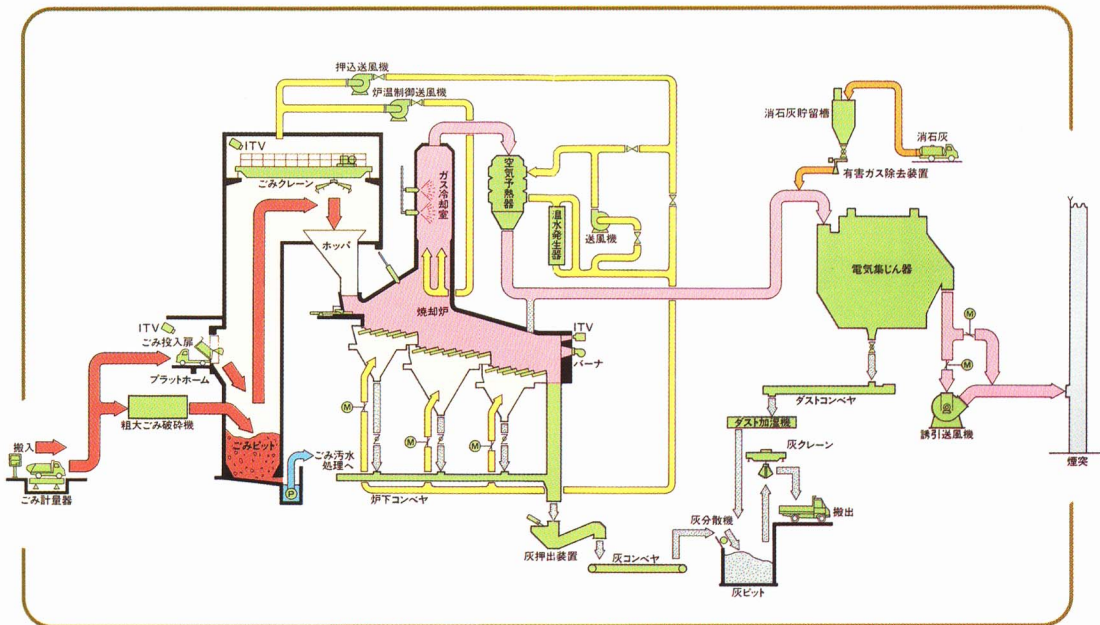 押込送風機
炉温制御送風機
ITV
ごみクレーン
ホッパ
ガス冷却室
空気予熱器
温水発生器
送風機
消石灰貯留槽
消石灰
有害ガス除去装置
電気集じん器
焼却炉
ITV
バーナ
ITV
ごみ投入扉
プラットホーム
粗大ごみ破砕機
搬入
ごみ計量器
ごみピット
ごみ汚水
処理へ
P
M
M
M
炉下コンベヤ
M
M
誘引送風機
煙突
ダストコンベヤ
ダスト加湿機
灰クレーン
搬出
灰分散機
灰ピット
灰押出装置
灰コンベヤ